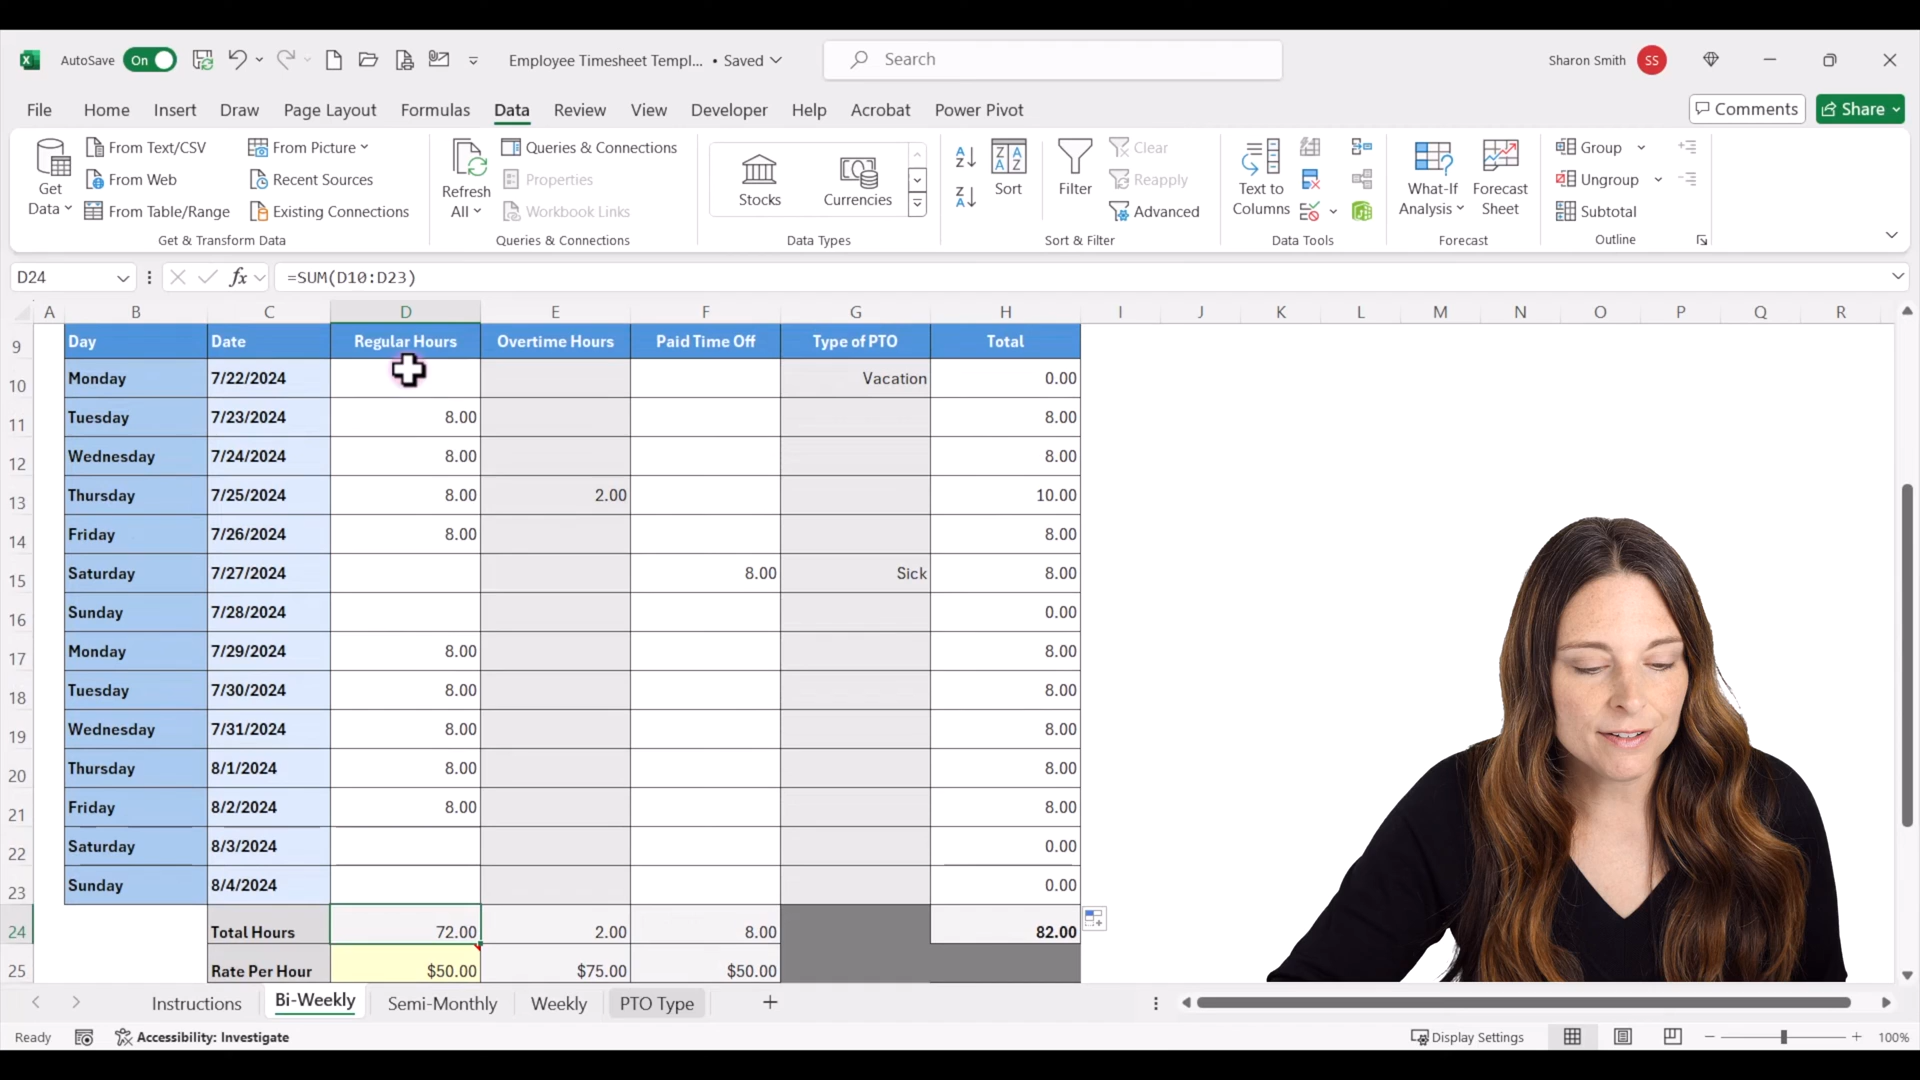 AutoSave On Employee Timesheet Templ... • Saved Search Sharon Smith SS
File Home Insert Draw Page Layout Formulas Data Review View Developer Help Acrobat Power Pivot Comments Share
Get Data From Text/CSV From Web From Table/Range From Picture Recent Sources Existing Connections
Get & Transform Data
Refresh All Queries & Connections Properties Workbook Links
Queries & Connections
Stocks Currencies
Data Types
Sort Filter Clear Reapply Advanced
Sort & Filter
Text to Columns
Data Tools
What-If Analysis Forecast Sheet
Forecast
Group Ungroup Subtotal
Outline
D24 fx =SUM(D10:D23)
A B C D E F G H I J K L M N O P Q R
9 Day Date Regular Hours Overtime Hours Paid Time Off Type of PTO Total
10 Monday 7/22/2024 Vacation 0.00
11 Tuesday 7/23/2024 8.00 8.00
12 Wednesday 7/24/2024 8.00 8.00
13 Thursday 7/25/2024 8.00 2.00 10.00
14 Friday 7/26/2024 8.00 8.00
15 Saturday 7/27/2024 8.00 Sick 8.00
16 Sunday 7/28/2024 0.00
17 Monday 7/29/2024 8.00 8.00
18 Tuesday 7/30/2024 8.00 8.00
19 Wednesday 7/31/2024 8.00 8.00
20 Thursday 8/1/2024 8.00 8.00
21 Friday 8/2/2024 8.00 8.00
22 Saturday 8/3/2024 0.00
23 Sunday 8/4/2024 0.00
24 Total Hours 72.00 2.00 8.00 82.00
25 Rate Per Hour $50.00 $75.00 $50.00
Instructions Bi-Weekly Semi-Monthly Weekly PTO Type
Ready Accessibility: Investigate Display Settings 100%